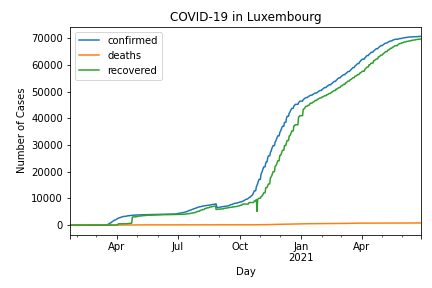 COVID-19 in Luxembourg
confirmed
deaths
recovered
Number of Cases
70000
60000
50000
40000
30000
20000
10000
0
Apr Jul Oct Jan Apr
2021
Day